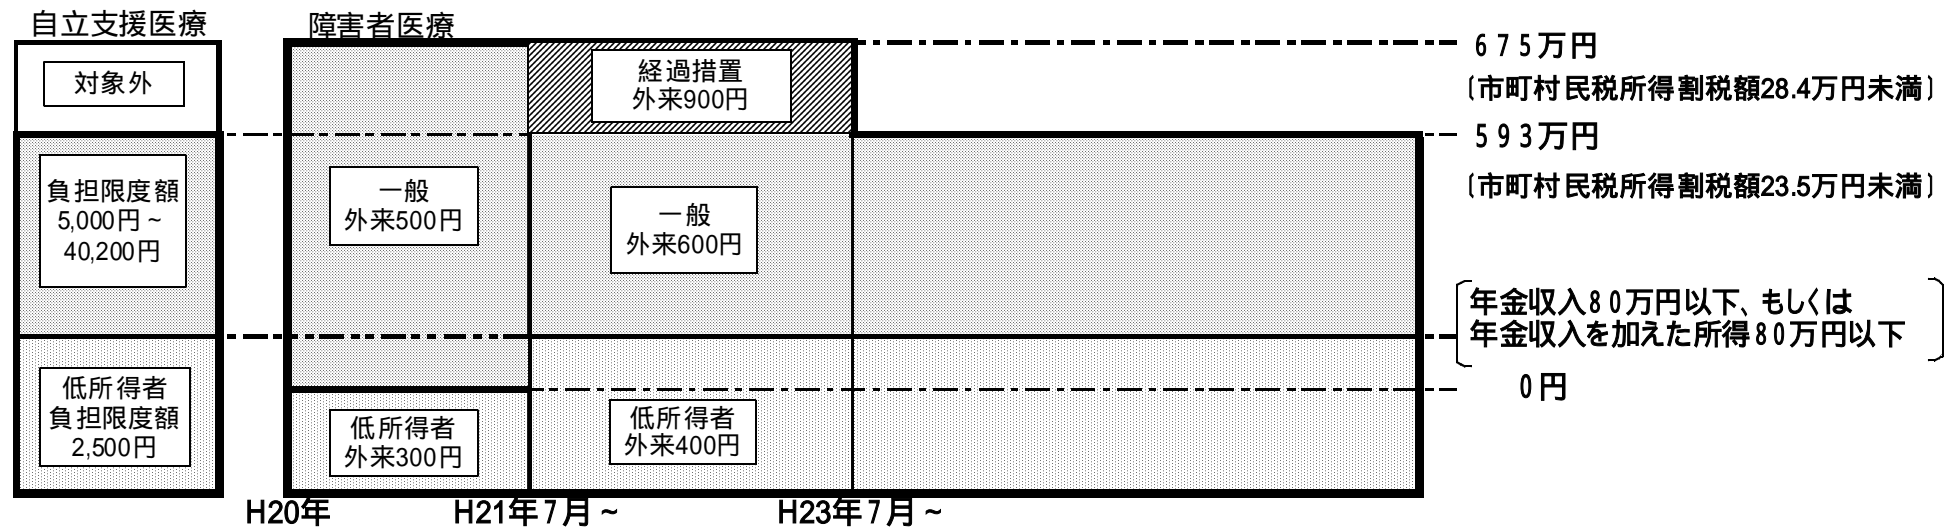 自立支援医療
対象外
負担限度額
5,000円~
40,200円
低所得者
負担限度額
2,500円
障害者医療
一般
外来500円
低所得者
外来300円
経過措置
外来900円
一般
外来600円
低所得者
外来400円
675万円
〔市町村民税所得割税額28.4万円未満〕
593万円
〔市町村民税所得割税額23.5万円未満〕
年金収入80万円以下、もしくは
年金収入を加えた所得80万円以下
0円
H20年
H21年7月~
H23年7月~